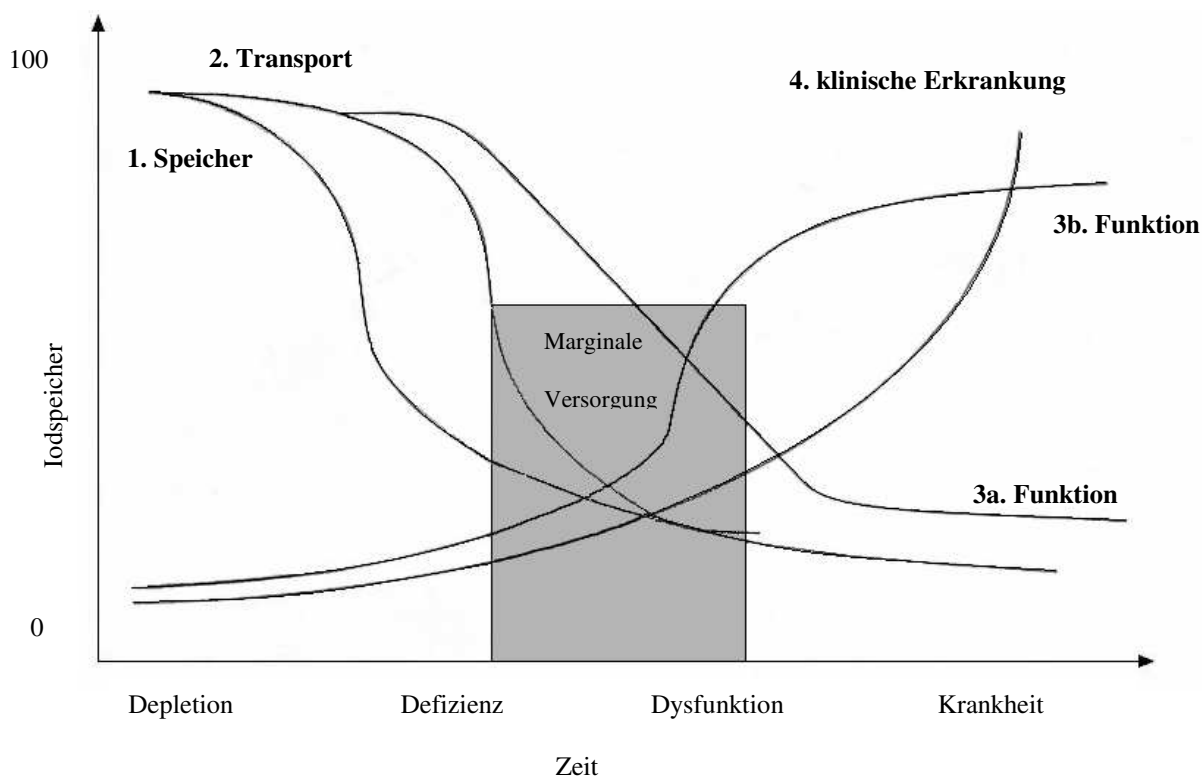 100
2. Transport
4. klinische Erkrankung
1. Speicher
3b. Funktion
Marginale
Versorgung
Iodspeicher
3a. Funktion
0
Depletion
Defizienz
Dysfunktion
Krankheit
Zeit